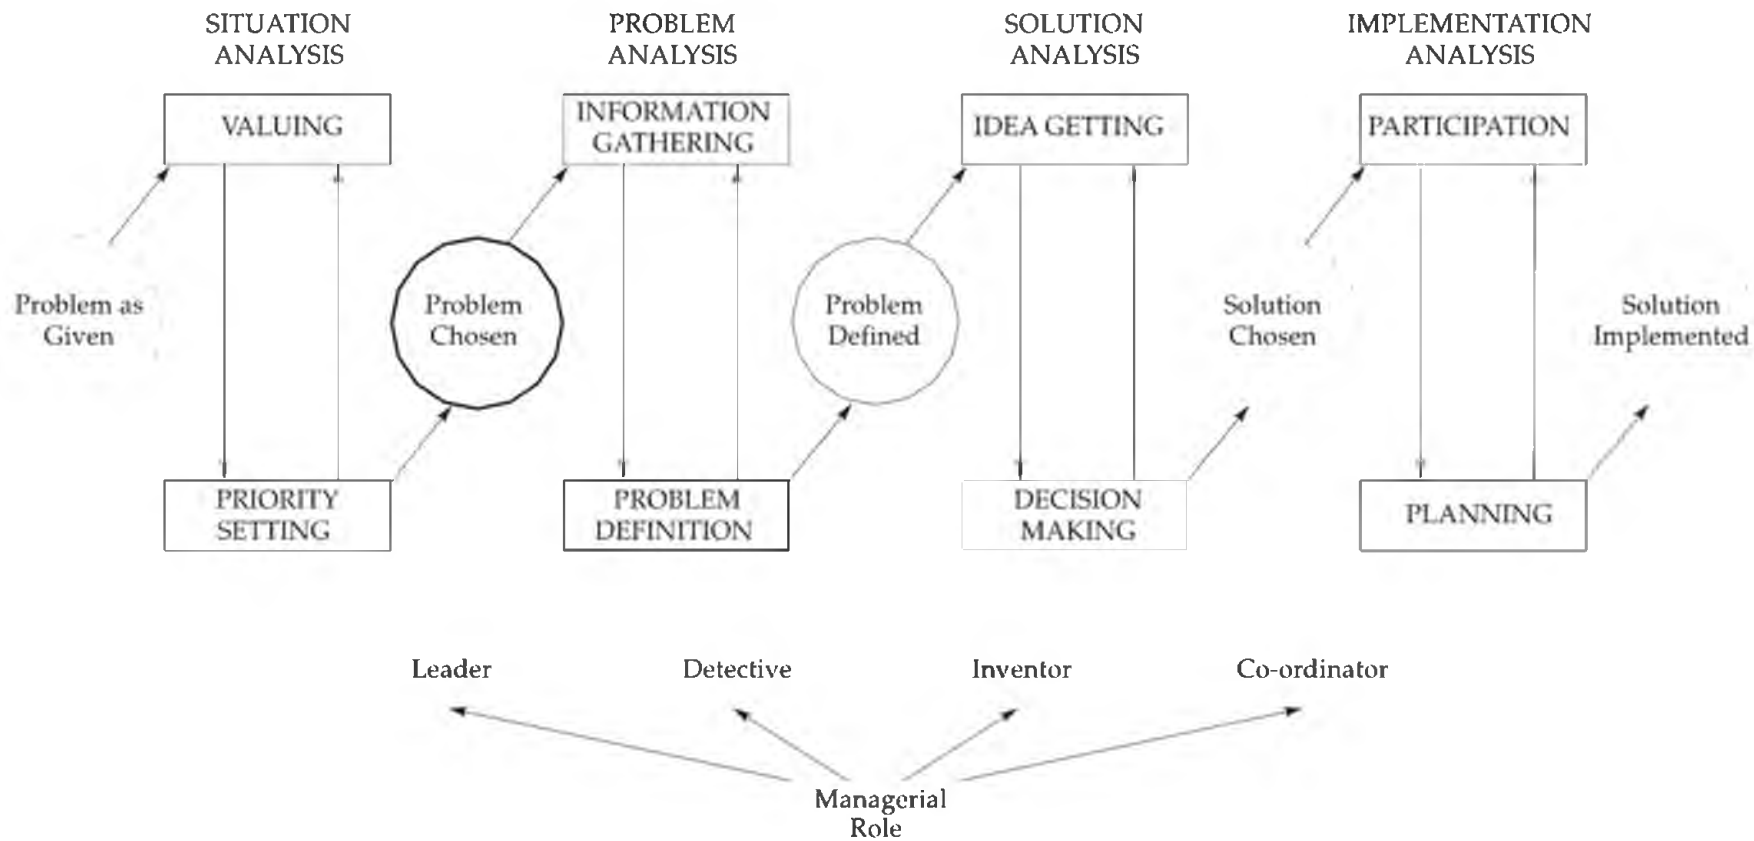 SITUATION
ANALYSIS
PROBLEM
ANALYSIS
SOLUTION
ANALYSIS
IMPLEMENTATION
ANALYSIS
VALUING
INFORMATION
GATHERING
IDEA GETTING
PARTICIPATION
Problem as
Given
Problem
Chosen
Problem
Defined
Solution
Chosen
Solution
Implemented
PRIORITY
SETTING
PROBLEM
DEFINITION
DECISION
MAKING
PLANNING
Leader
Detective
Inventor
Co-ordinator
Managerial
Role